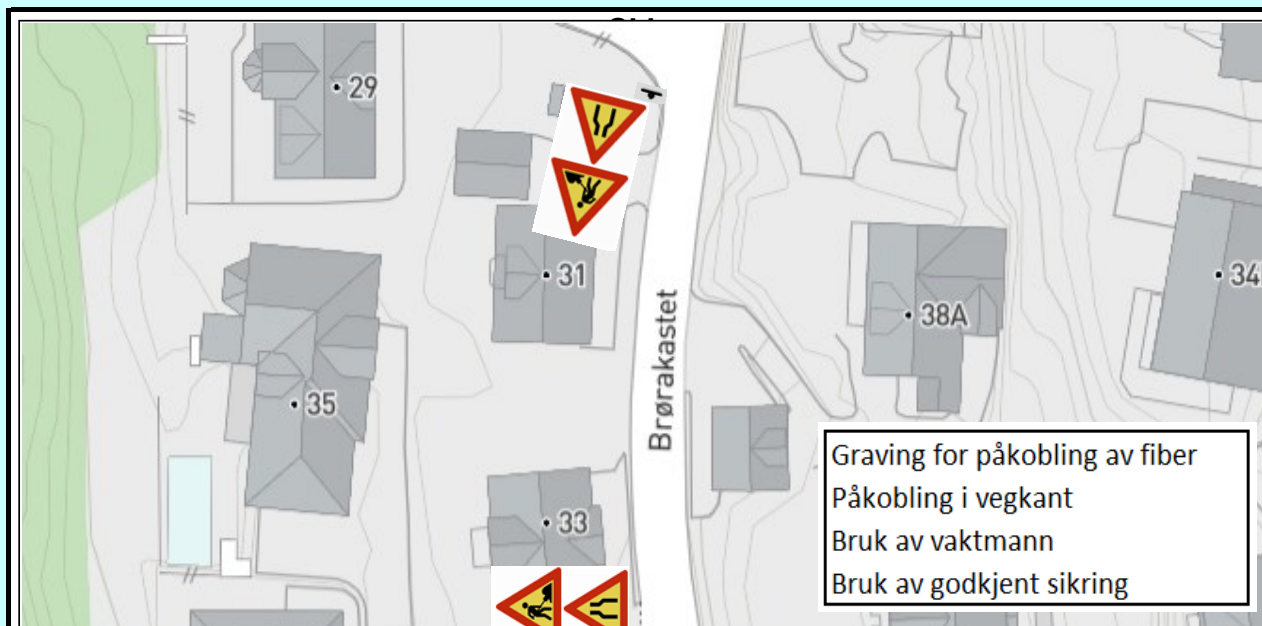 29
31
38A
34
35
Brørakastet
33
Graving for påkobling av fiber
Påkobling i vegkant
Bruk av vaktmann
Bruk av godkjent sikring